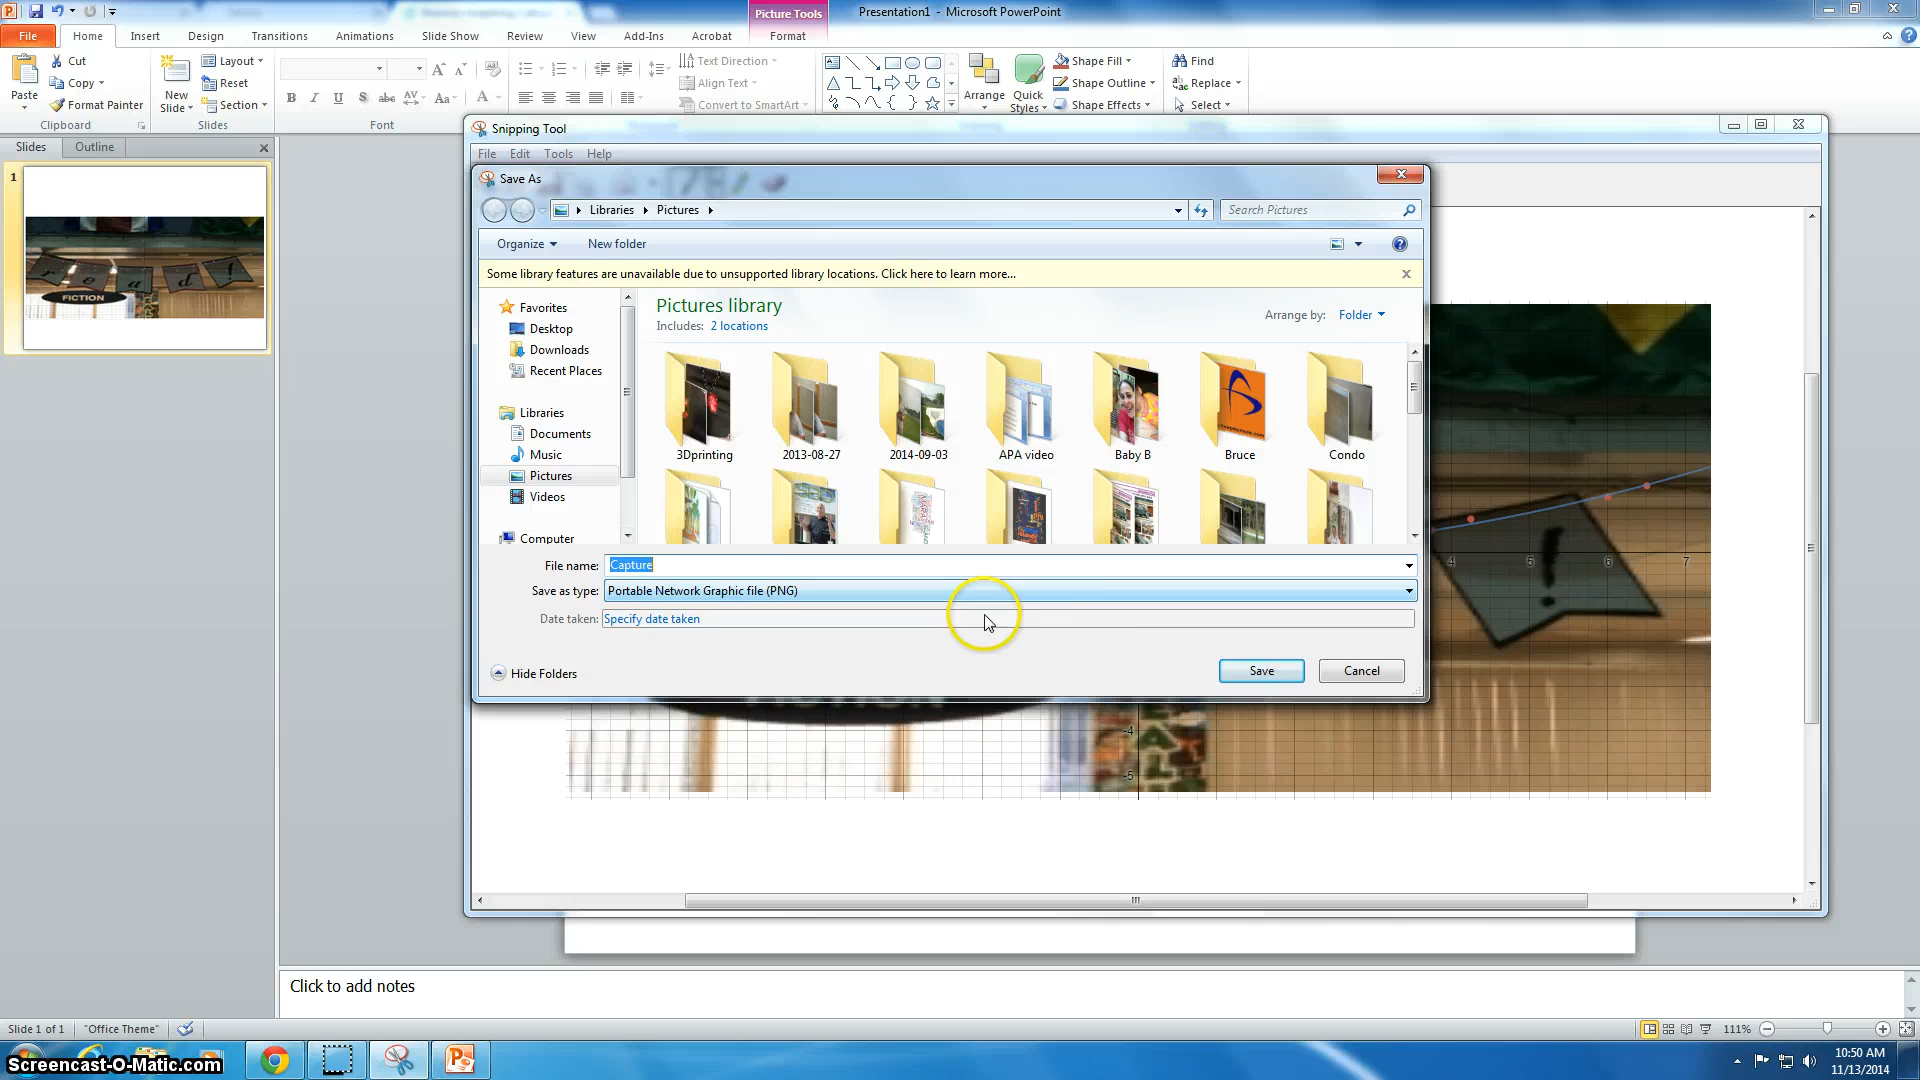 Picture Tools
Presentation1 - Microsoft PowerPoint
File
Home
Insert
Design
Transitions
Animations
Slide Show
Review
View
Add-Ins
Acrobat
Format
Paste
Cut
Copy
Format Painter
Clipboard
New
Slide
Layout
Reset
Section
Slides
Font
Text Direction
Align Text
Convert to SmartArt
Arrange
Quick
Styles
Shape Fill
Shape Outline
Shape Effects
Find
Replace
Select
Slides
Outline
1
read!
FICTION
Snipping Tool
File Edit Tools Help
Save As
Libraries
Pictures
Search Pictures
Organize
New folder
Some library features are unavailable due to unsupported library locations. Click here to learn more...
Favorites
Desktop
Downloads
Recent Places
Libraries
Documents
Music
Pictures
Videos
Computer
Pictures library
Includes: 2 locations
Arrange by: Folder
3Dprinting
2013-08-27
2014-09-03
APA video
Baby B
Bruce
Condo
File name: Capture
Save as type: Portable Network Graphic file (PNG)
Date taken: Specify date taken
Hide Folders
Save
Cancel
!
4
5
6
7
-4
-5
Click to add notes
Slide 1 of 1
"Office Theme"
111%
Screencast-O-Matic.com
10:50 AM
11/13/2014